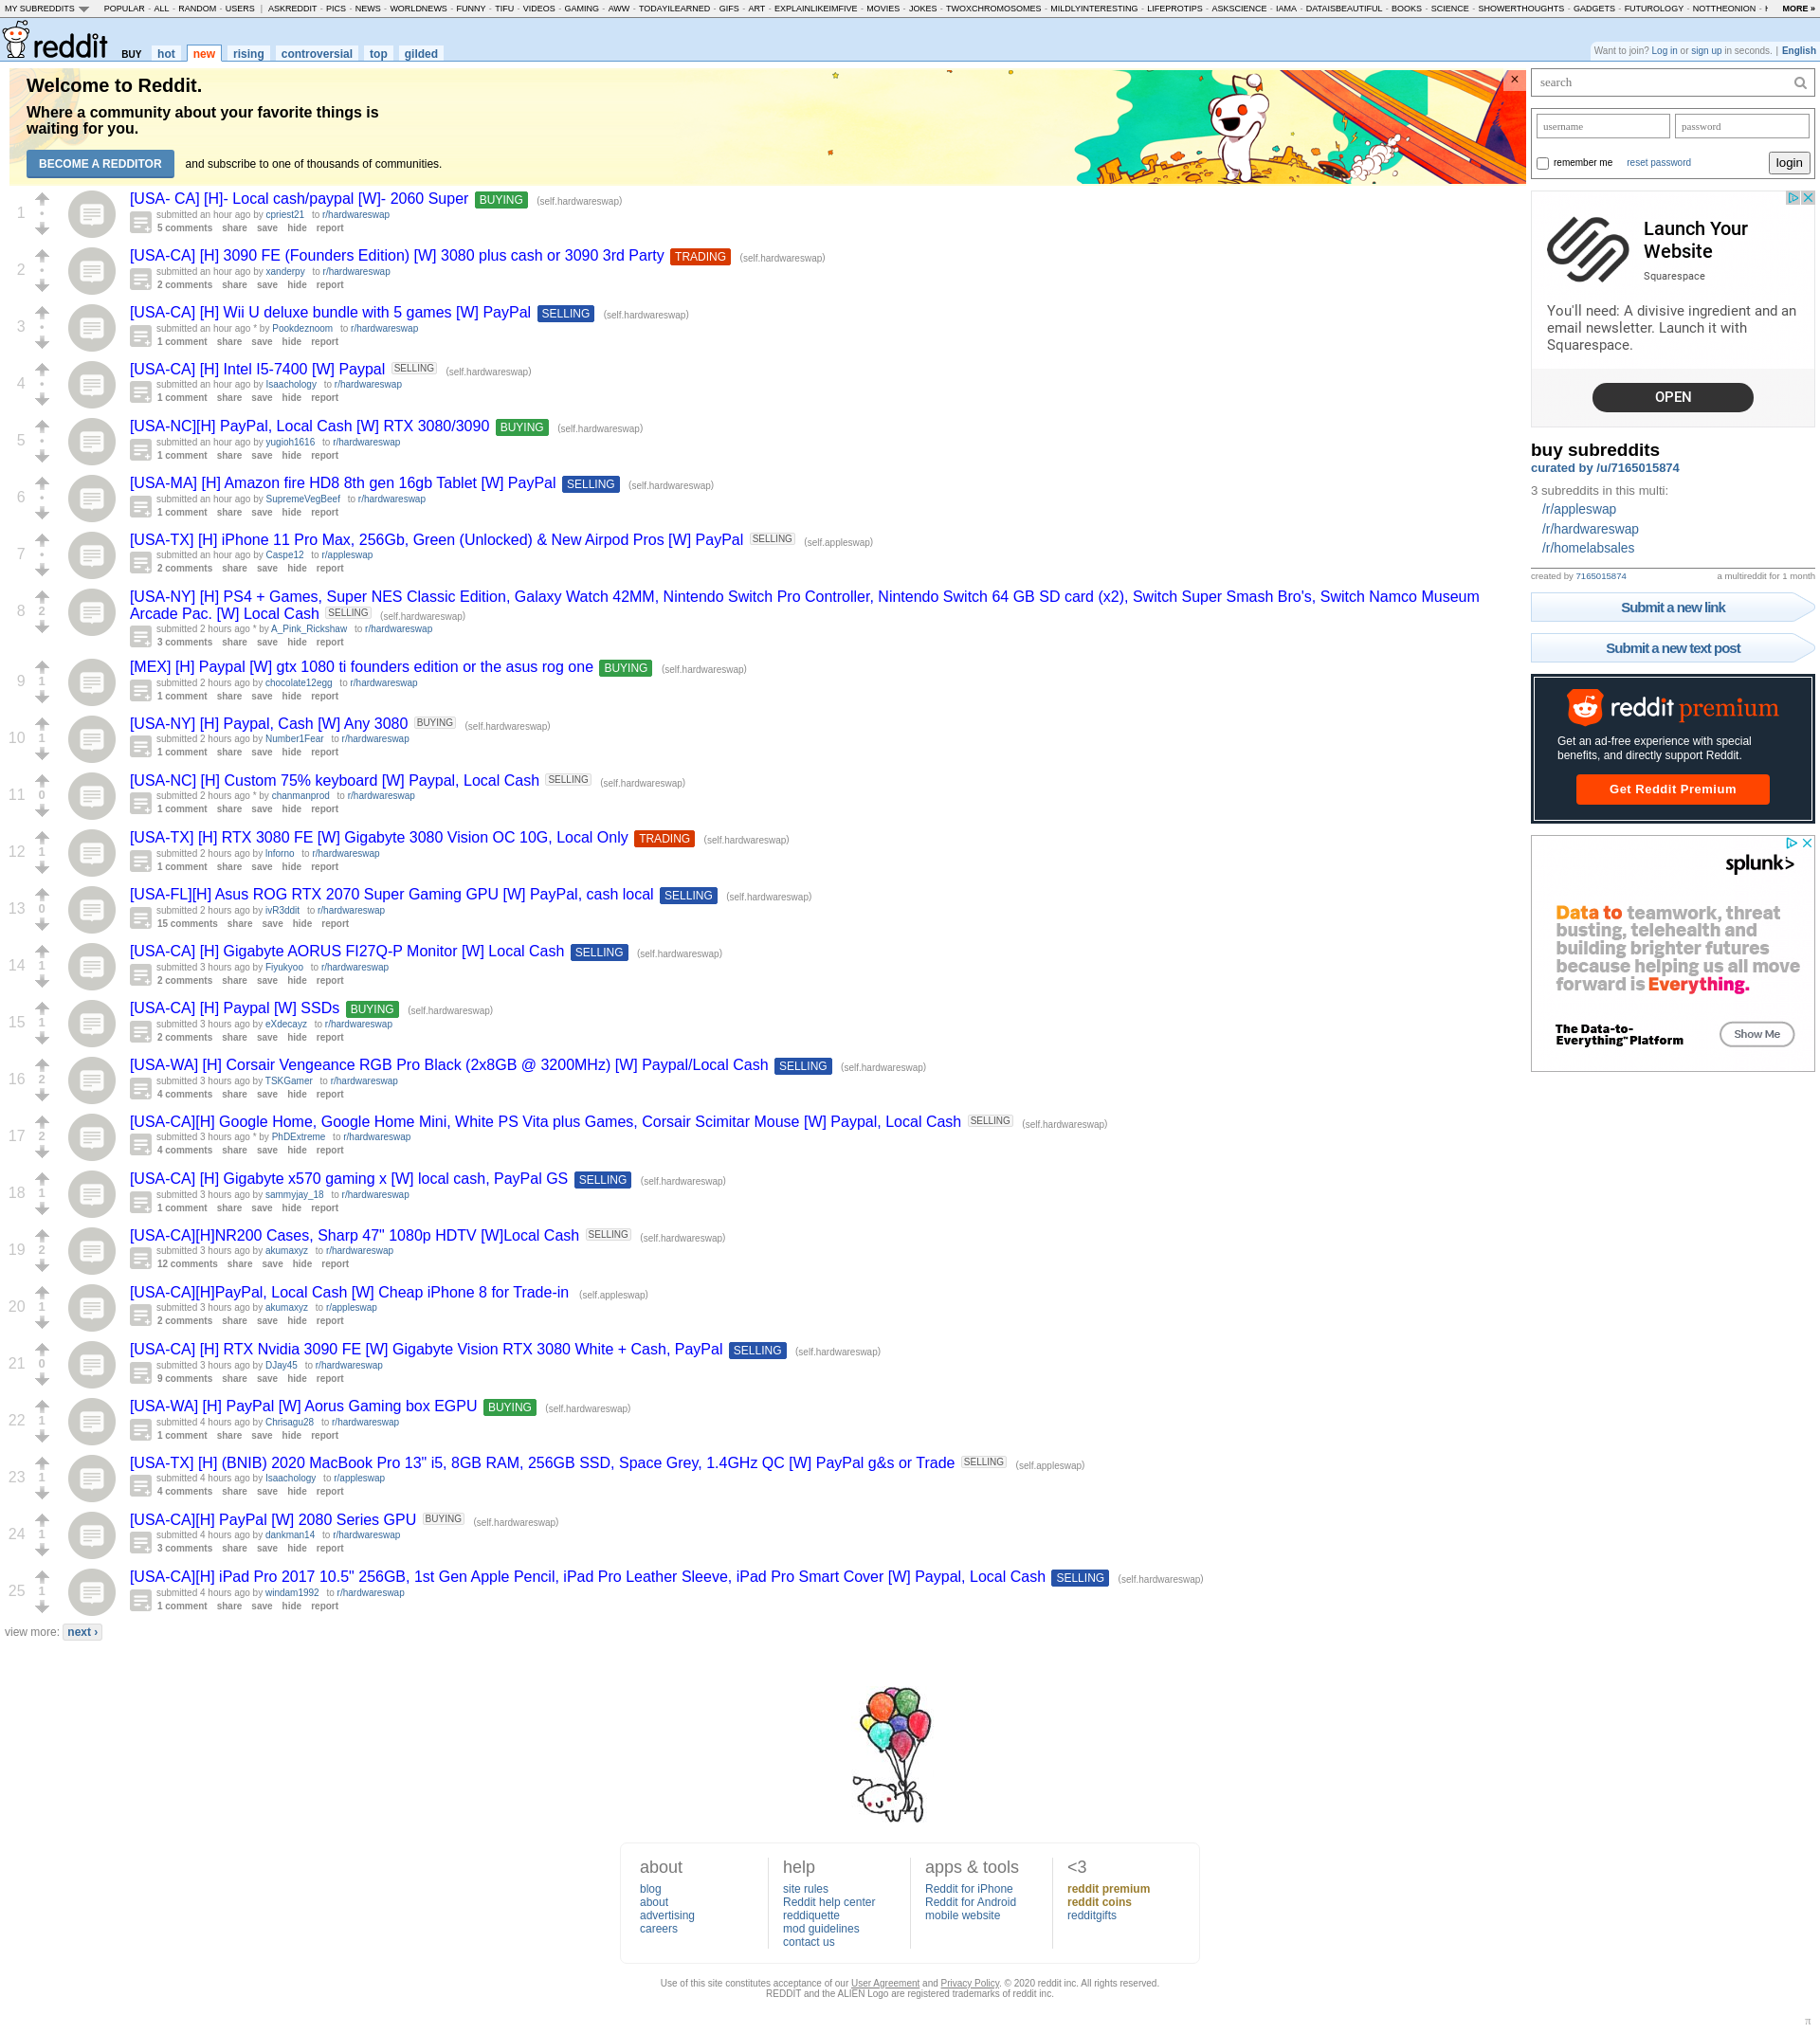 MY SUBREDDITS POPULAR - ALL - RANDOM - USERS | ASKREDDIT - PICS - NEWS - WORLDNEWS - FUNNY - TIFU - VIDEOS - GAMING - AWW - TODAYILEARNED - GIFS - ART - EXPLAINLIKEIMFIVE - MOVIES - JOKES - TWOXCHROMOSOMES - MILDLYINTERESTING - LIFEPROTIPS - ASKSCIENCE - IAMA - DATAISBEAUTIFUL - BOOKS - SCIENCE - SHOWERTHOUGHTS - GADGETS - FUTUROLOGY - NOTTHEONION - MORE »
reddit BUY hot new rising controversial top gilded
Want to join? Log in or sign up in seconds. | English
Welcome to Reddit.
Where a community about your favorite things is
waiting for you.
BECOME A REDDITOR and subscribe to one of thousands of communities.
×
1
[USA- CA] [H]- Local cash/paypal [W]- 2060 Super BUYING (self.hardwareswap)
submitted an hour ago by cpriest21 to r/hardwareswap
5 comments share save hide report
2
[USA-CA] [H] 3090 FE (Founders Edition) [W] 3080 plus cash or 3090 3rd Party TRADING (self.hardwareswap)
submitted an hour ago by xanderpy to r/hardwareswap
2 comments share save hide report
3
[USA-CA] [H] Wii U deluxe bundle with 5 games [W] PayPal SELLING (self.hardwareswap)
submitted an hour ago * by Pookdeznoom to r/hardwareswap
1 comment share save hide report
4
[USA-CA] [H] Intel I5-7400 [W] Paypal SELLING (self.hardwareswap)
submitted an hour ago by Isaachology to r/hardwareswap
1 comment share save hide report
5
[USA-NC][H] PayPal, Local Cash [W] RTX 3080/3090 BUYING (self.hardwareswap)
submitted an hour ago by yugioh1616 to r/hardwareswap
1 comment share save hide report
6
[USA-MA] [H] Amazon fire HD8 8th gen 16gb Tablet [W] PayPal SELLING (self.hardwareswap)
submitted an hour ago by SupremeVegBeef to r/hardwareswap
1 comment share save hide report
7
[USA-TX] [H] iPhone 11 Pro Max, 256Gb, Green (Unlocked) & New Airpod Pros [W] PayPal SELLING (self.appleswap)
submitted an hour ago by Caspe12 to r/appleswap
2 comments share save hide report
8 2
[USA-NY] [H] PS4 + Games, Super NES Classic Edition, Galaxy Watch 42MM, Nintendo Switch Pro Controller, Nintendo Switch 64 GB SD card (x2), Switch Super Smash Bro's, Switch Namco Museum
Arcade Pac. [W] Local Cash SELLING (self.hardwareswap)
submitted 2 hours ago * by A_Pink_Rickshaw to r/hardwareswap
3 comments share save hide report
9 1
[MEX] [H] Paypal [W] gtx 1080 ti founders edition or the asus rog one BUYING (self.hardwareswap)
submitted 2 hours ago by chocolate12egg to r/hardwareswap
1 comment share save hide report
10 1
[USA-NY] [H] Paypal, Cash [W] Any 3080 BUYING (self.hardwareswap)
submitted 2 hours ago by Number1Fear to r/hardwareswap
1 comment share save hide report
11 0
[USA-NC] [H] Custom 75% keyboard [W] Paypal, Local Cash SELLING (self.hardwareswap)
submitted 2 hours ago * by chanmanprod to r/hardwareswap
1 comment share save hide report
12 1
[USA-TX] [H] RTX 3080 FE [W] Gigabyte 3080 Vision OC 10G, Local Only TRADING (self.hardwareswap)
submitted 2 hours ago by Inforno to r/hardwareswap
1 comment share save hide report
13 0
[USA-FL][H] Asus ROG RTX 2070 Super Gaming GPU [W] PayPal, cash local SELLING (self.hardwareswap)
submitted 2 hours ago by ivR3ddit to r/hardwareswap
15 comments share save hide report
14 1
[USA-CA] [H] Gigabyte AORUS FI27Q-P Monitor [W] Local Cash SELLING (self.hardwareswap)
submitted 3 hours ago by Fiyukyoo to r/hardwareswap
2 comments share save hide report
15 1
[USA-CA] [H] Paypal [W] SSDs BUYING (self.hardwareswap)
submitted 3 hours ago by eXdecayz to r/hardwareswap
2 comments share save hide report
16 2
[USA-WA] [H] Corsair Vengeance RGB Pro Black (2x8GB @ 3200MHz) [W] Paypal/Local Cash SELLING (self.hardwareswap)
submitted 3 hours ago by TSKGamer to r/hardwareswap
4 comments share save hide report
17 2
[USA-CA][H] Google Home, Google Home Mini, White PS Vita plus Games, Corsair Scimitar Mouse [W] Paypal, Local Cash SELLING (self.hardwareswap)
submitted 3 hours ago * by PhDExtreme to r/hardwareswap
4 comments share save hide report
18 1
[USA-CA] [H] Gigabyte x570 gaming x [W] local cash, PayPal GS SELLING (self.hardwareswap)
submitted 3 hours ago by sammyjay_18 to r/hardwareswap
1 comment share save hide report
19 2
[USA-CA][H]NR200 Cases, Sharp 47" 1080p HDTV [W]Local Cash SELLING (self.hardwareswap)
submitted 3 hours ago by akumaxyz to r/hardwareswap
12 comments share save hide report
20 1
[USA-CA][H]PayPal, Local Cash [W] Cheap iPhone 8 for Trade-in (self.appleswap)
submitted 3 hours ago by akumaxyz to r/appleswap
2 comments share save hide report
21 0
[USA-CA] [H] RTX Nvidia 3090 FE [W] Gigabyte Vision RTX 3080 White + Cash, PayPal SELLING (self.hardwareswap)
submitted 3 hours ago by DJay45 to r/hardwareswap
9 comments share save hide report
22 1
[USA-WA] [H] PayPal [W] Aorus Gaming box EGPU BUYING (self.hardwareswap)
submitted 4 hours ago by Chrisagu28 to r/hardwareswap
1 comment share save hide report
23 1
[USA-TX] [H] (BNIB) 2020 MacBook Pro 13" i5, 8GB RAM, 256GB SSD, Space Grey, 1.4GHz QC [W] PayPal g&s or Trade SELLING (self.appleswap)
submitted 4 hours ago by Isaachology to r/appleswap
4 comments share save hide report
24 1
[USA-CA][H] PayPal [W] 2080 Series GPU BUYING (self.hardwareswap)
submitted 4 hours ago by dankman14 to r/hardwareswap
3 comments share save hide report
25 1
[USA-CA][H] iPad Pro 2017 10.5" 256GB, 1st Gen Apple Pencil, iPad Pro Leather Sleeve, iPad Pro Smart Cover [W] Paypal, Local Cash SELLING (self.hardwareswap)
submitted 4 hours ago by windam1992 to r/hardwareswap
1 comment share save hide report
view more: next ›
search
username password
remember me reset password login
Launch Your
Website
Squarespace
You'll need: A divisive ingredient and an
email newsletter. Launch it with
Squarespace.
OPEN
buy subreddits
curated by /u/7165015874
3 subreddits in this multi:
/r/appleswap
/r/hardwareswap
/r/homelabsales
created by 7165015874 a multireddit for 1 month
Submit a new link
Submit a new text post
reddit premium
Get an ad-free experience with special
benefits, and directly support Reddit.
Get Reddit Premium
splunk>
Data to teamwork, threat
busting, telehealth and
building brighter futures
because helping us all move
forward is Everything.
The Data-to-
Everything™ Platform
Show Me
about
blog
about
advertising
careers
help
site rules
Reddit help center
reddiquette
mod guidelines
contact us
apps & tools
Reddit for iPhone
Reddit for Android
mobile website
<3
reddit premium
reddit coins
redditgifts
Use of this site constitutes acceptance of our User Agreement and Privacy Policy. © 2020 reddit inc. All rights reserved.
REDDIT and the ALIEN Logo are registered trademarks of reddit inc.
π